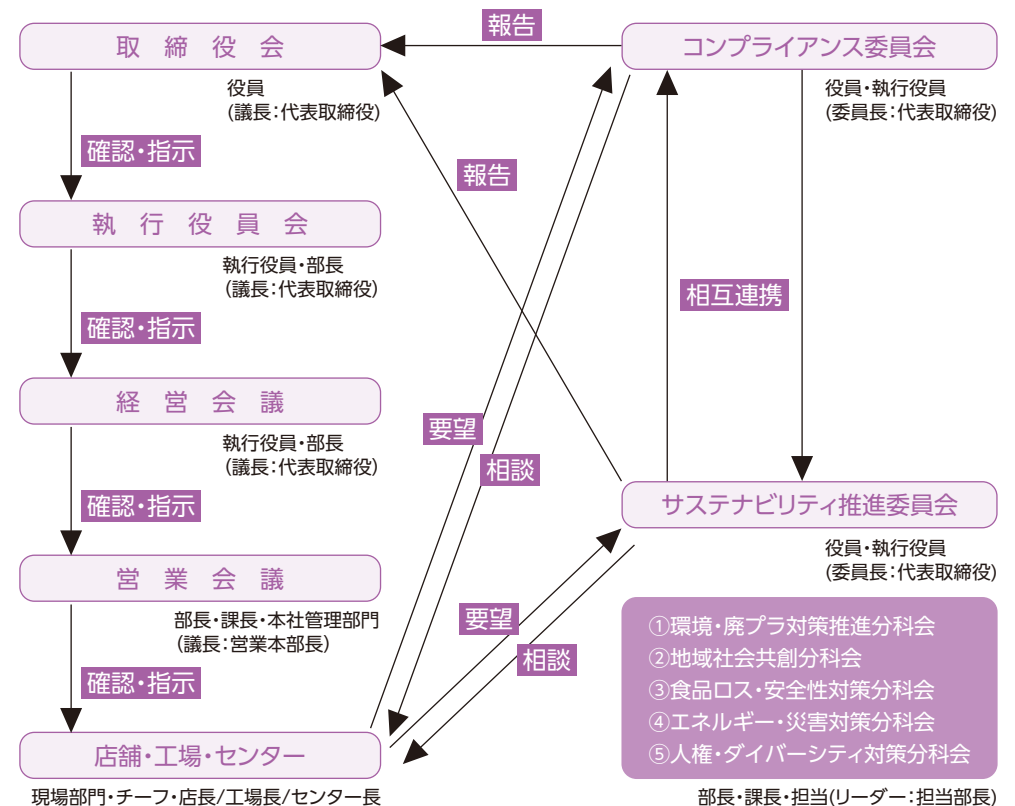 取締役会
役員
(議長:代表取締役)
確認・指示
執行役員会
執行役員・部長
(議長:代表取締役)
確認・指示
経営会議
執行役員・部長
(議長:代表取締役)
確認・指示
営業会議
部長・課長・本社管理部門
(議長:営業本部長)
確認・指示
店舗・工場・センター
現場部門・チーフ・店長/工場長/センター長
報告
報告
要望
相談
要望
相談
コンプライアンス委員会
役員・執行役員
(委員長:代表取締役)
相互連携
サステナビリティ推進委員会
役員・執行役員
(委員長:代表取締役)
①環境・廃プラ対策推進分科会
②地域社会共創分科会
③食品ロス・安全性対策分科会
④エネルギー・災害対策分科会
⑤人権・ダイバーシティ対策分科会
部長・課長・担当(リーダー:担当部長)